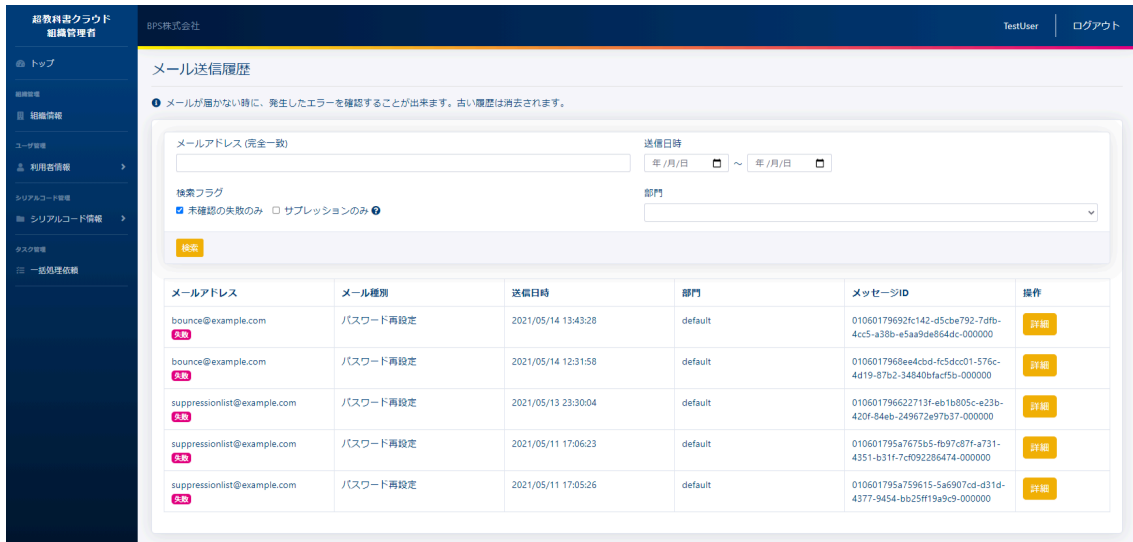 超教科書クラウド
組織管理者
BPS株式会社
TestUser
ログアウト
トップ
組織管理
組織情報
ユーザ管理
利用者情報
シリアルコード管理
シリアルコード情報
タスク管理
一括処理依頼
メール送信履歴
メールが届かない時に、発生したエラーを確認することが出来ます。古い履歴は消去されます。
メールアドレス (完全一致)
送信日時
年 /月/日 ～ 年 /月/日
検索フラグ
未確認の失敗のみ サプレッションのみ
部門
検索
メールアドレス メール種別 送信日時 部門 メッセージID 操作
bounce@example.com パスワード再設定 2021/05/14 13:43:28 default 01060179692fc142-d5cbe792-7dfb-
失敗 4cc5-a38b-e5aa9de864dc-000000 詳細
bounce@example.com パスワード再設定 2021/05/14 12:31:58 default 0106017968ee4cbd-fc5dcc01-576c-
失敗 4d19-87b2-34840bfacf5b-000000 詳細
suppressionlist@example.com パスワード再設定 2021/05/13 23:30:04 default 010601796622713f-eb1b805c-e23b-
失敗 420f-84eb-249672e97b37-000000 詳細
suppressionlist@example.com パスワード再設定 2021/05/11 17:06:23 default 010601795a7675b5-fb97c87f-a731-
失敗 4351-b31f-7cf092286474-000000 詳細
suppressionlist@example.com パスワード再設定 2021/05/11 17:05:26 default 010601795a759615-5a6907cd-d31d-
失敗 4377-9454-bb25ff19a9c9-000000 詳細